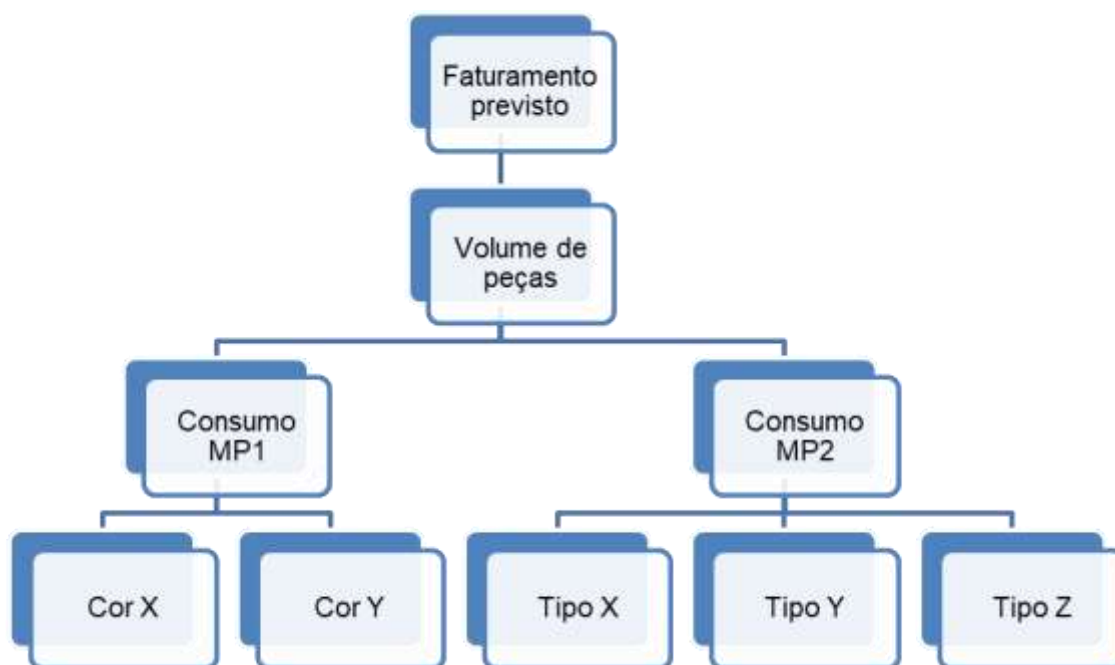 Faturamento
previsto
Volume de
peças
Consumo
MP1
Consumo
MP2
Cor X
Cor Y
Tipo X
Tipo Y
Tipo Z